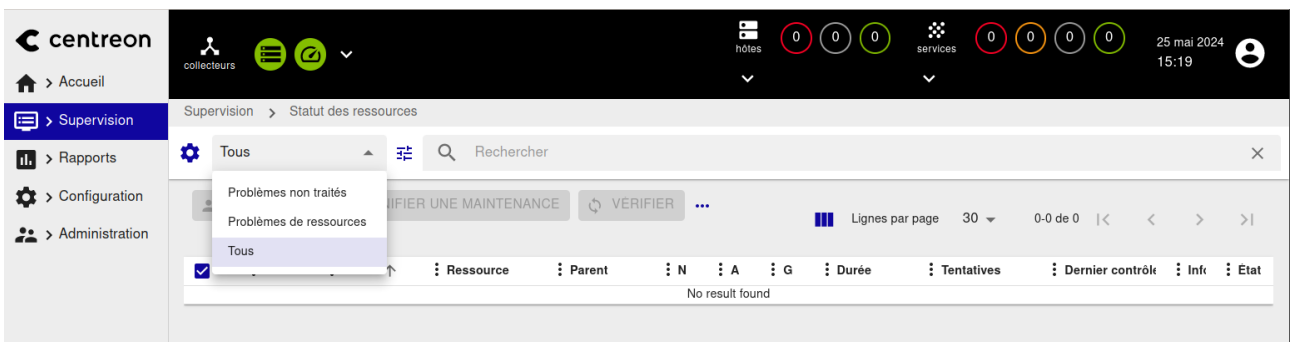 centreon
collecteurs
hôtes
0
0
0
services
0
0
0
0
25 mai 2024
15:19
Accueil
Supervision
Rapports
Configuration
Administration
Supervision > Statut des ressources
Tous
Rechercher
Problèmes non traités
Problèmes de ressources
Tous
UNE MAINTENANCE
VÉRIFIER
Lignes par page
30
0-0 de 0
Ressource
Parent
N
A
G
Durée
Tentatives
Dernier contrôle
Info
État
No result found